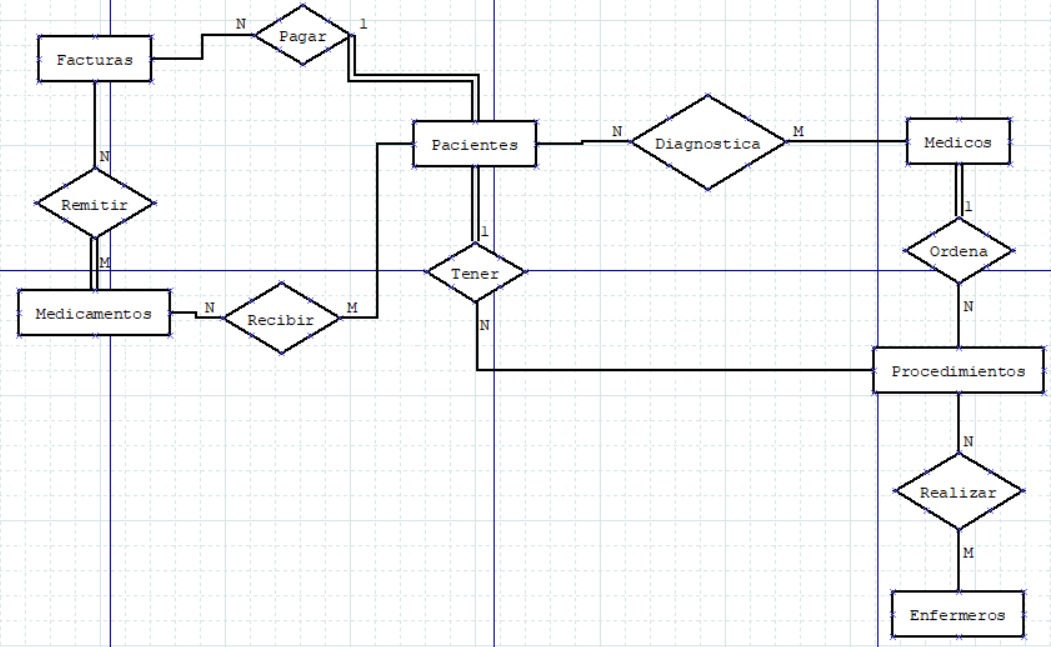 N
Pagar
1
Facturas
Pacientes
N
Diagnostica
M
Medicos
N
Remitir
M
1
Tener
N
1
Ordena
N
Medicamentos
N
Recibir
M
Procedimientos
N
Realizar
M
Enfermeros